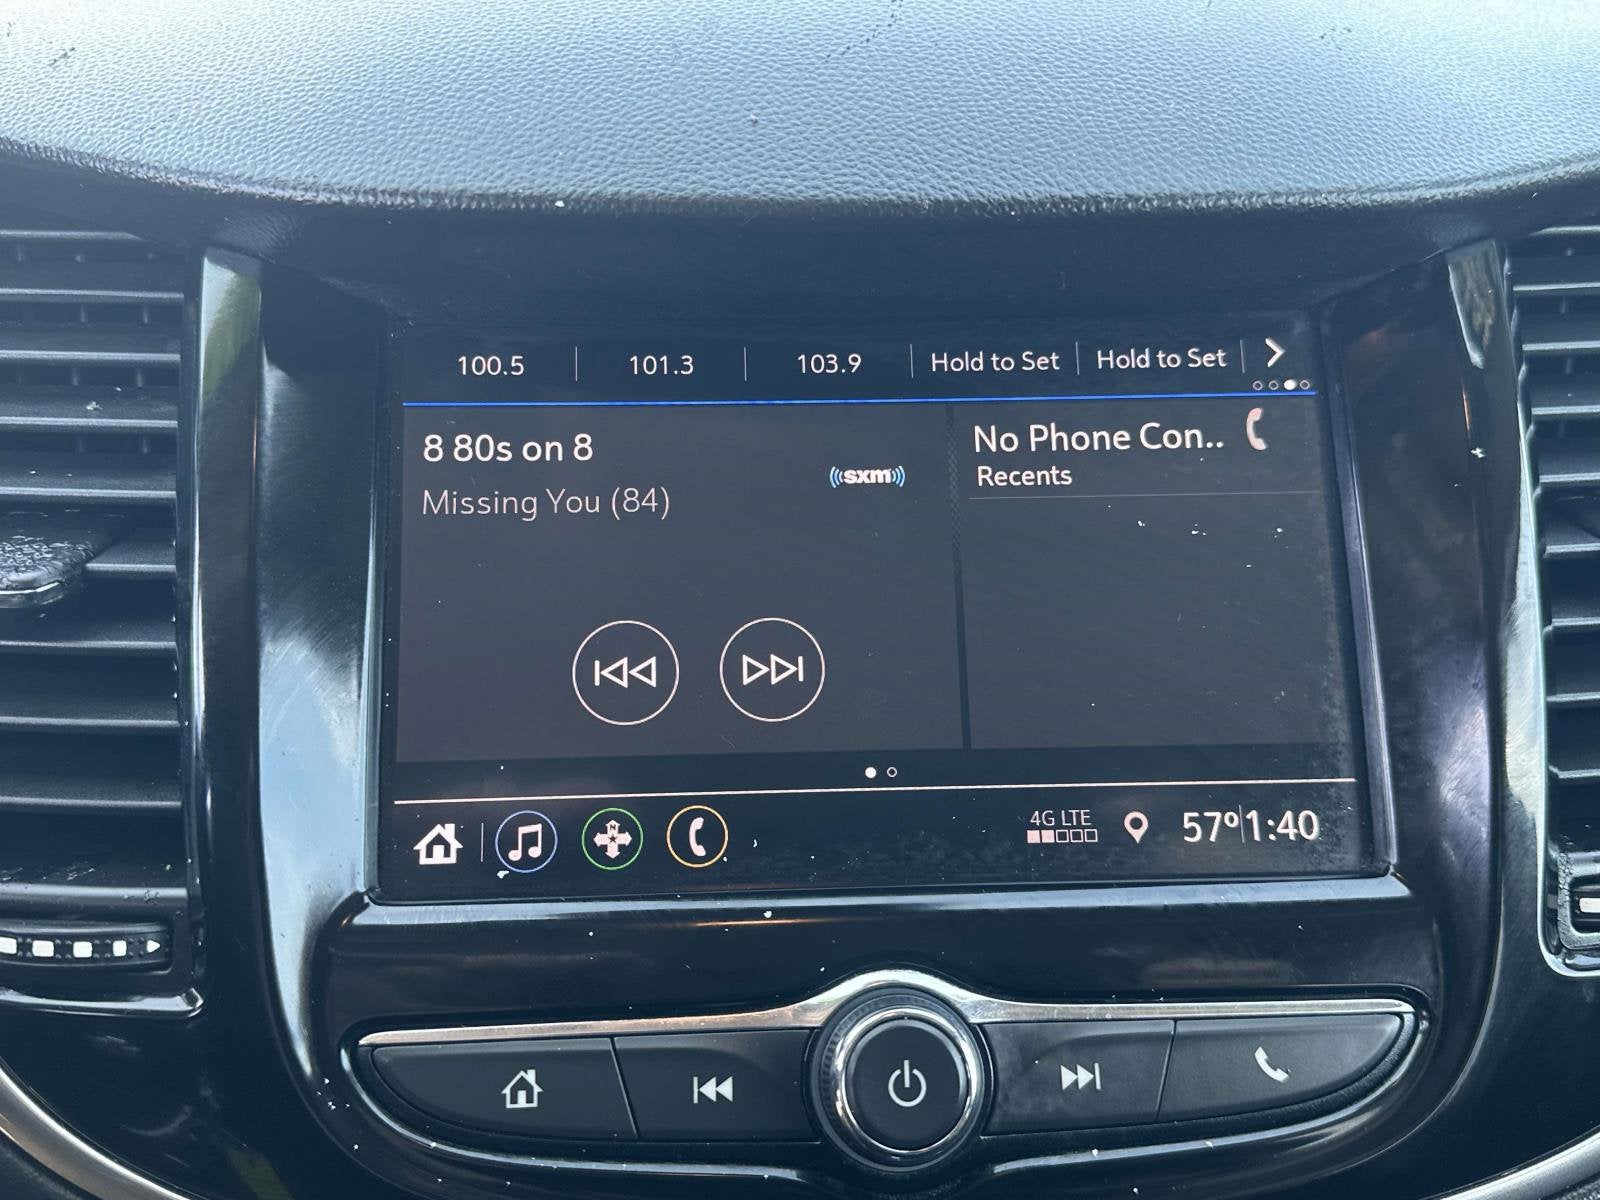 100.5 101.3 103.9 Hold to Set Hold to Set
8 80s on 8
sxm
Missing You (84)
No Phone Con..
Recents
N
4G LTE
57° 1:40